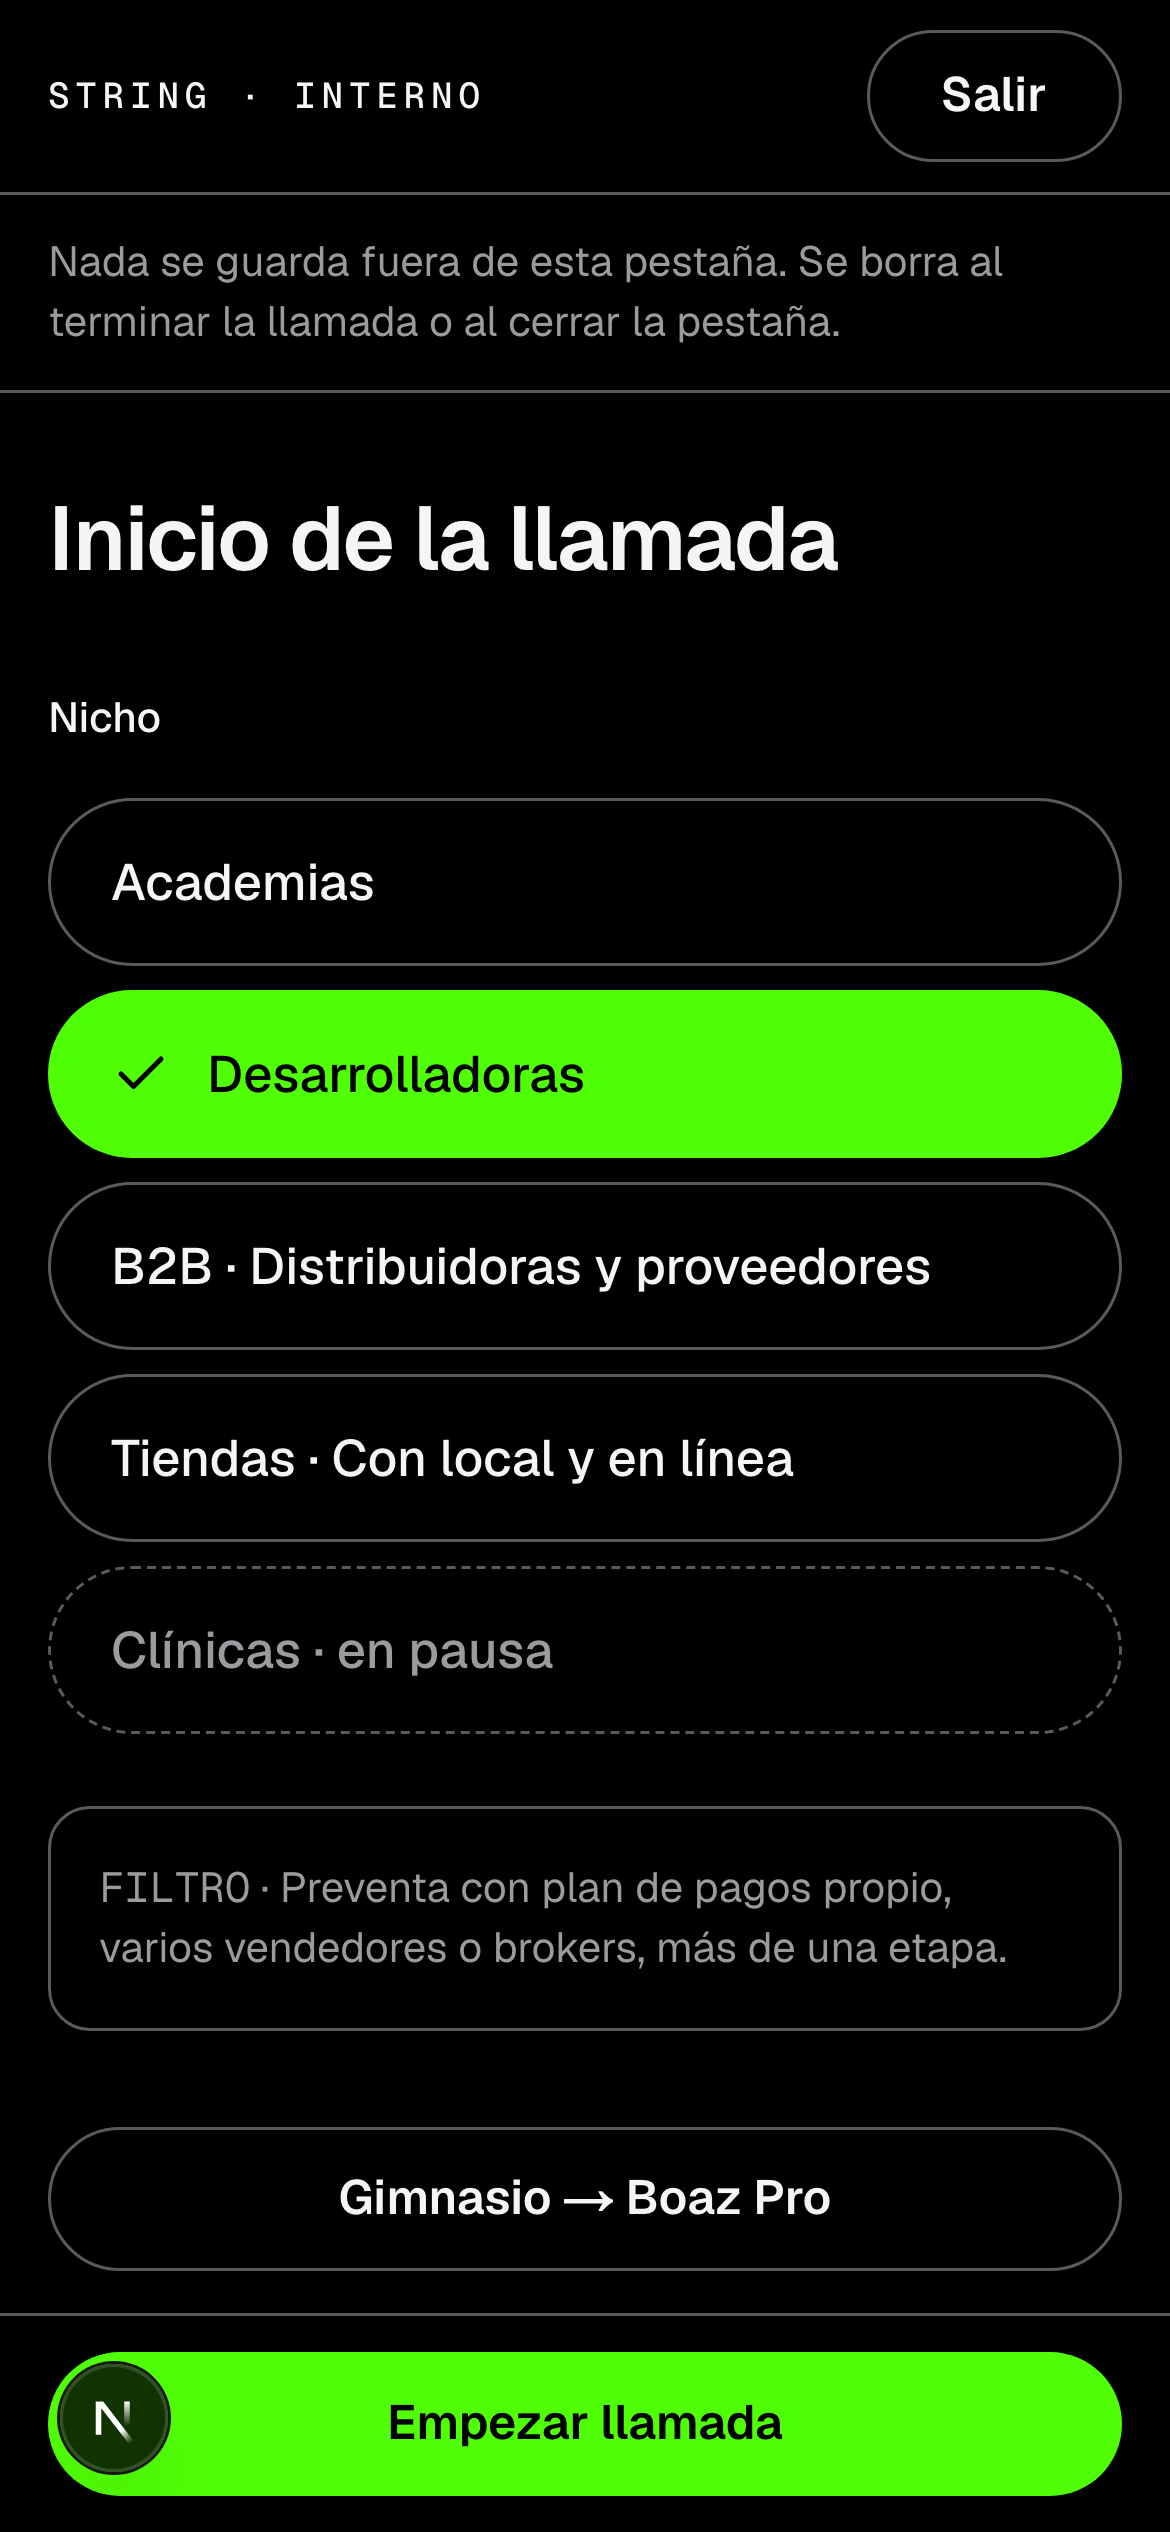 STRING · INTERNO
Salir
Nada se guarda fuera de esta pestaña. Se borra al
terminar la llamada o al cerrar la pestaña.
Inicio de la llamada
Nicho
Academias
Desarrolladoras
B2B · Distribuidoras y proveedores
Tiendas · Con local y en línea
Clínicas · en pausa
FILTRO · Preventa con plan de pagos propio,
varios vendedores o brokers, más de una etapa.
Gimnasio → Boaz Pro
N
Empezar llamada